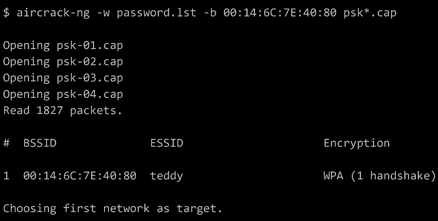 $ aircrack-ng -w password.lst -b 00:14:6C:7E:40:80 psk*.cap
Opening psk-01.cap
Opening psk-02.cap
Opening psk-03.cap
Opening psk-04.cap
Read 1827 packets.
# BSSID ESSID Encryption
1 00:14:6C:7E:40:80 teddy WPA (1 handshake)
Choosing first network as target.